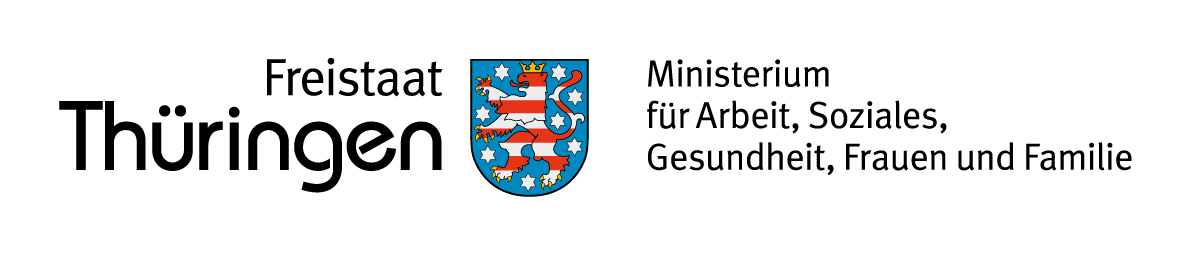 Freistaat
Thüringen
Ministerium
für Arbeit, Soziales,
Gesundheit, Frauen und Familie